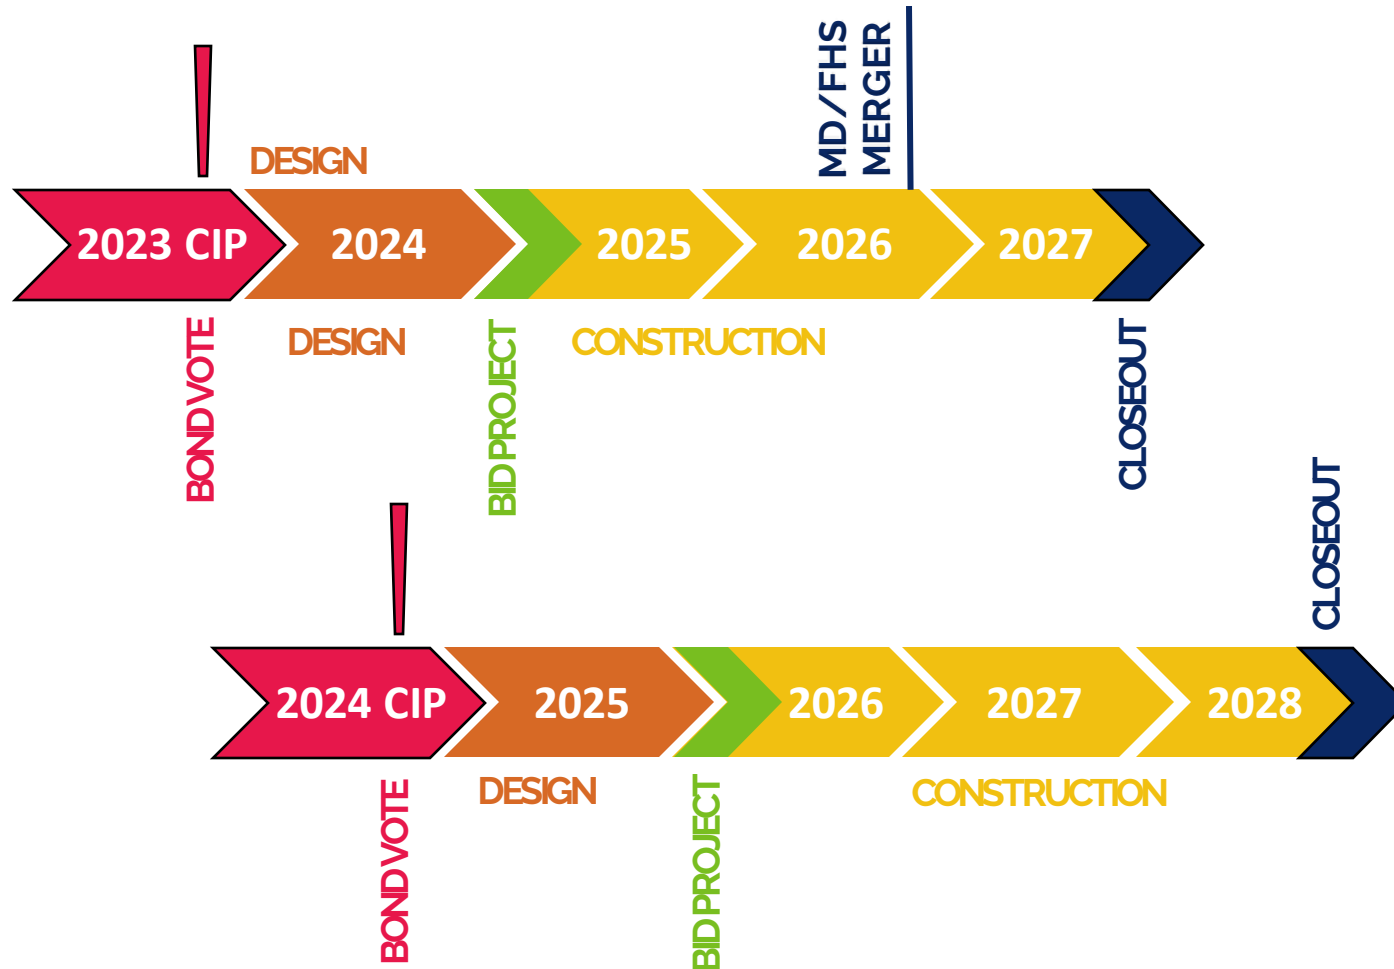 MD/FHS
MERGER
DESIGN
2023 CIP
2024
2025
2026
2027
BOND VOTE
DESIGN
BID PROJECT
CONSTRUCTION
CLOSEOUT
CLOSEOUT
2024 CIP
2025
2026
2027
2028
BOND VOTE
DESIGN
BID PROJECT
CONSTRUCTION